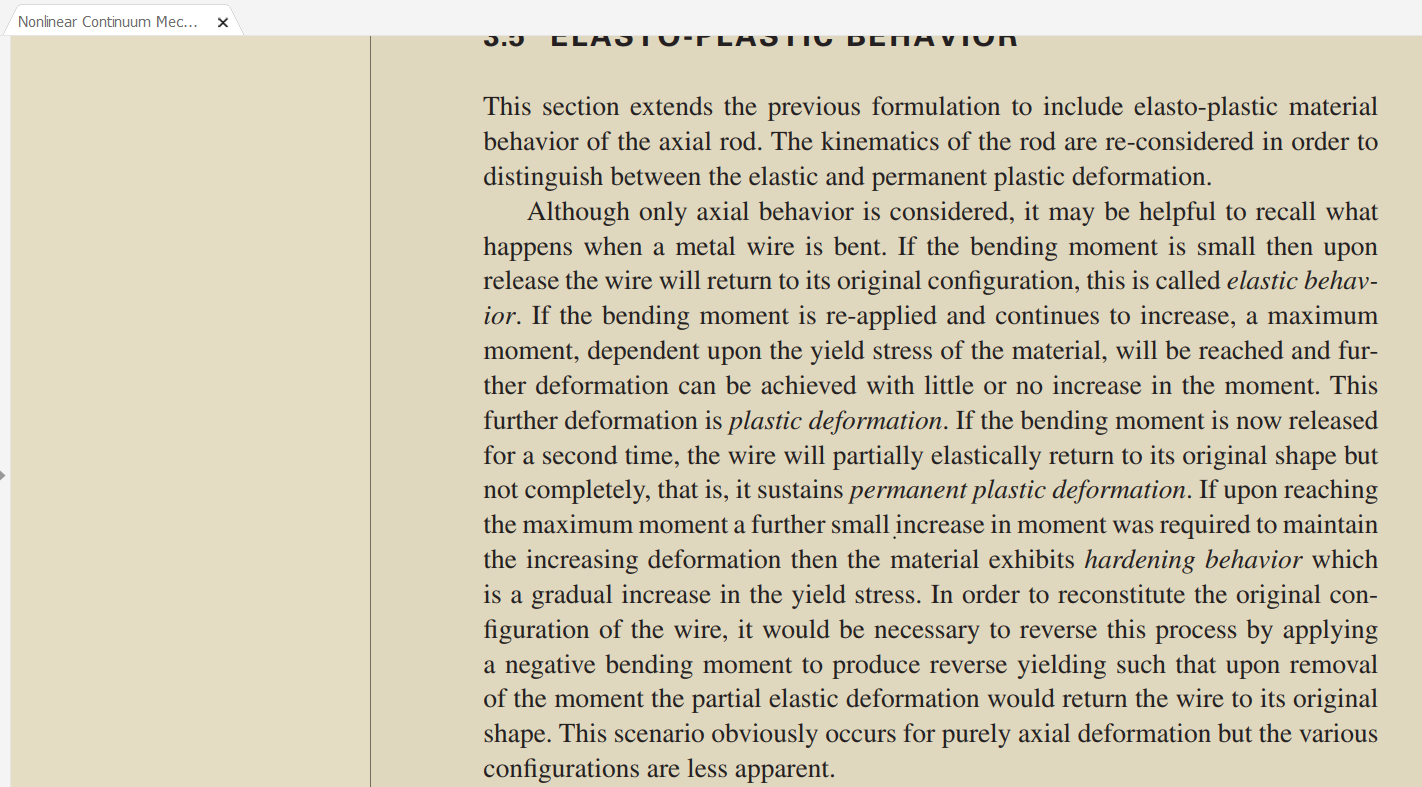 Nonlinear Continuum Mec...
3.5 ELASTO-PLASTIC BEHAVIOR
This section extends the previous formulation to include elasto-plastic material
behavior of the axial rod. The kinematics of the rod are re-considered in order to
distinguish between the elastic and permanent plastic deformation.
Although only axial behavior is considered, it may be helpful to recall what
happens when a metal wire is bent. If the bending moment is small then upon
release the wire will return to its original configuration, this is called elastic behav-
ior. If the bending moment is re-applied and continues to increase, a maximum
moment, dependent upon the yield stress of the material, will be reached and fur-
ther deformation can be achieved with little or no increase in the moment. This
further deformation is plastic deformation. If the bending moment is now released
for a second time, the wire will partially elastically return to its original shape but
not completely, that is, it sustains permanent plastic deformation. If upon reaching
the maximum moment a further small increase in moment was required to maintain
the increasing deformation then the material exhibits hardening behavior which
is a gradual increase in the yield stress. In order to reconstitute the original con-
figuration of the wire, it would be necessary to reverse this process by applying
a negative bending moment to produce reverse yielding such that upon removal
of the moment the partial elastic deformation would return the wire to its original
shape. This scenario obviously occurs for purely axial deformation but the various
configurations are less apparent.